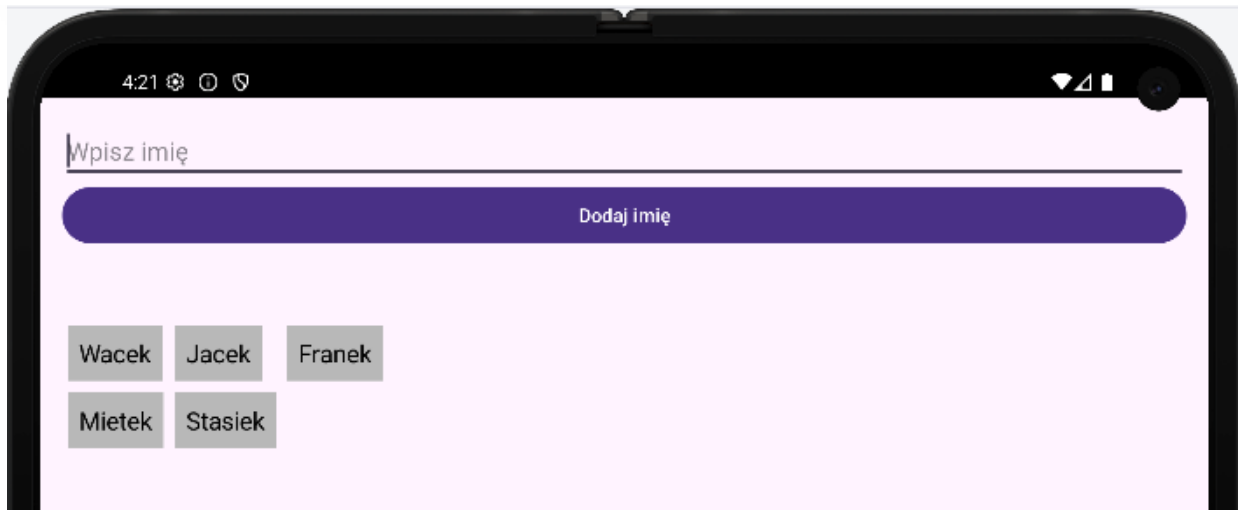 4:21
Wpisz imię
Dodaj imię
Wacek Jacek Franek
Mietek Stasiek